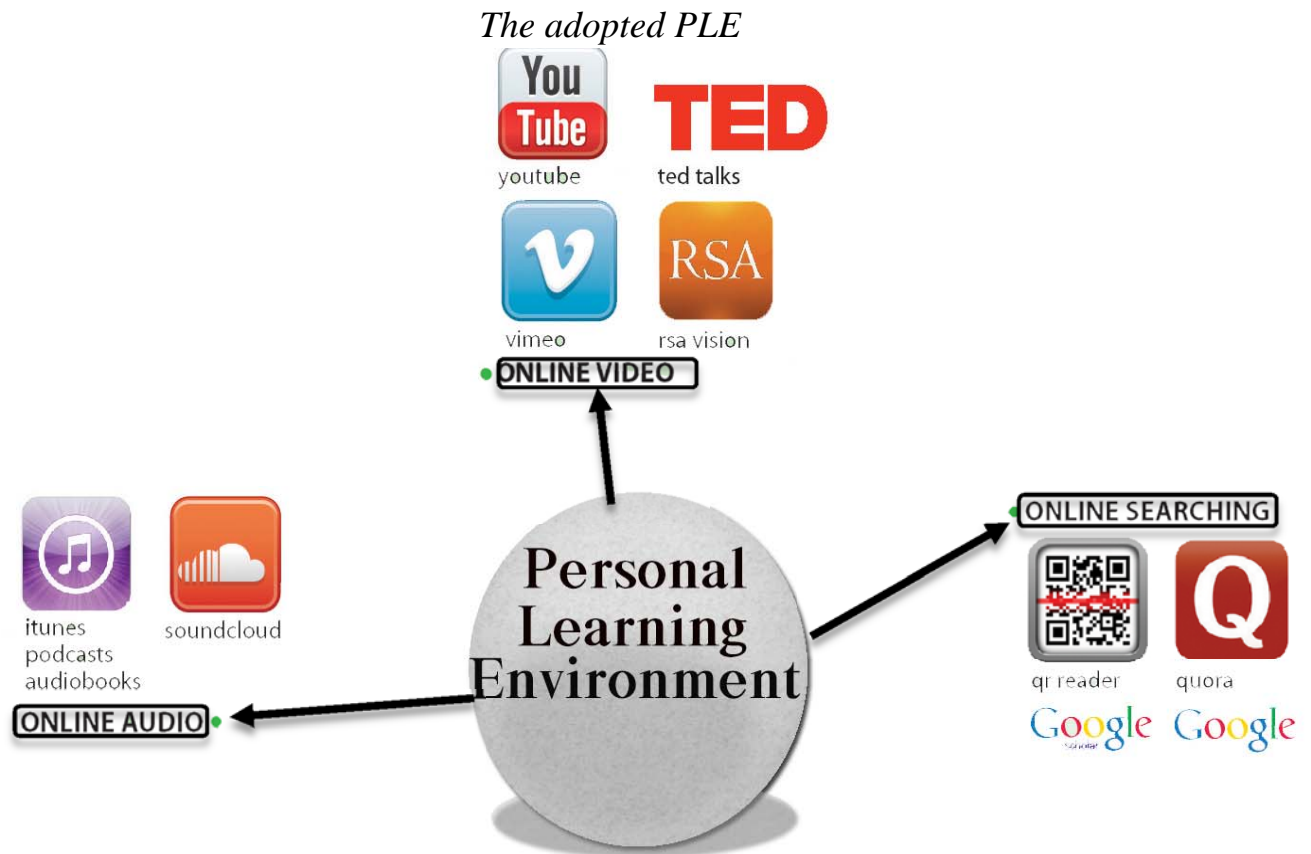 The adopted PLE
You
Tube
TED
youtube
ted talks
RSA
vimeo
rsa vision
ONLINE VIDEO
itunes
podcasts
audiobooks
soundcloud
ONLINE AUDIO
Personal
Learning
Environment
ONLINE SEARCHING
Q
qr reader
quora
Google
scholar
Google